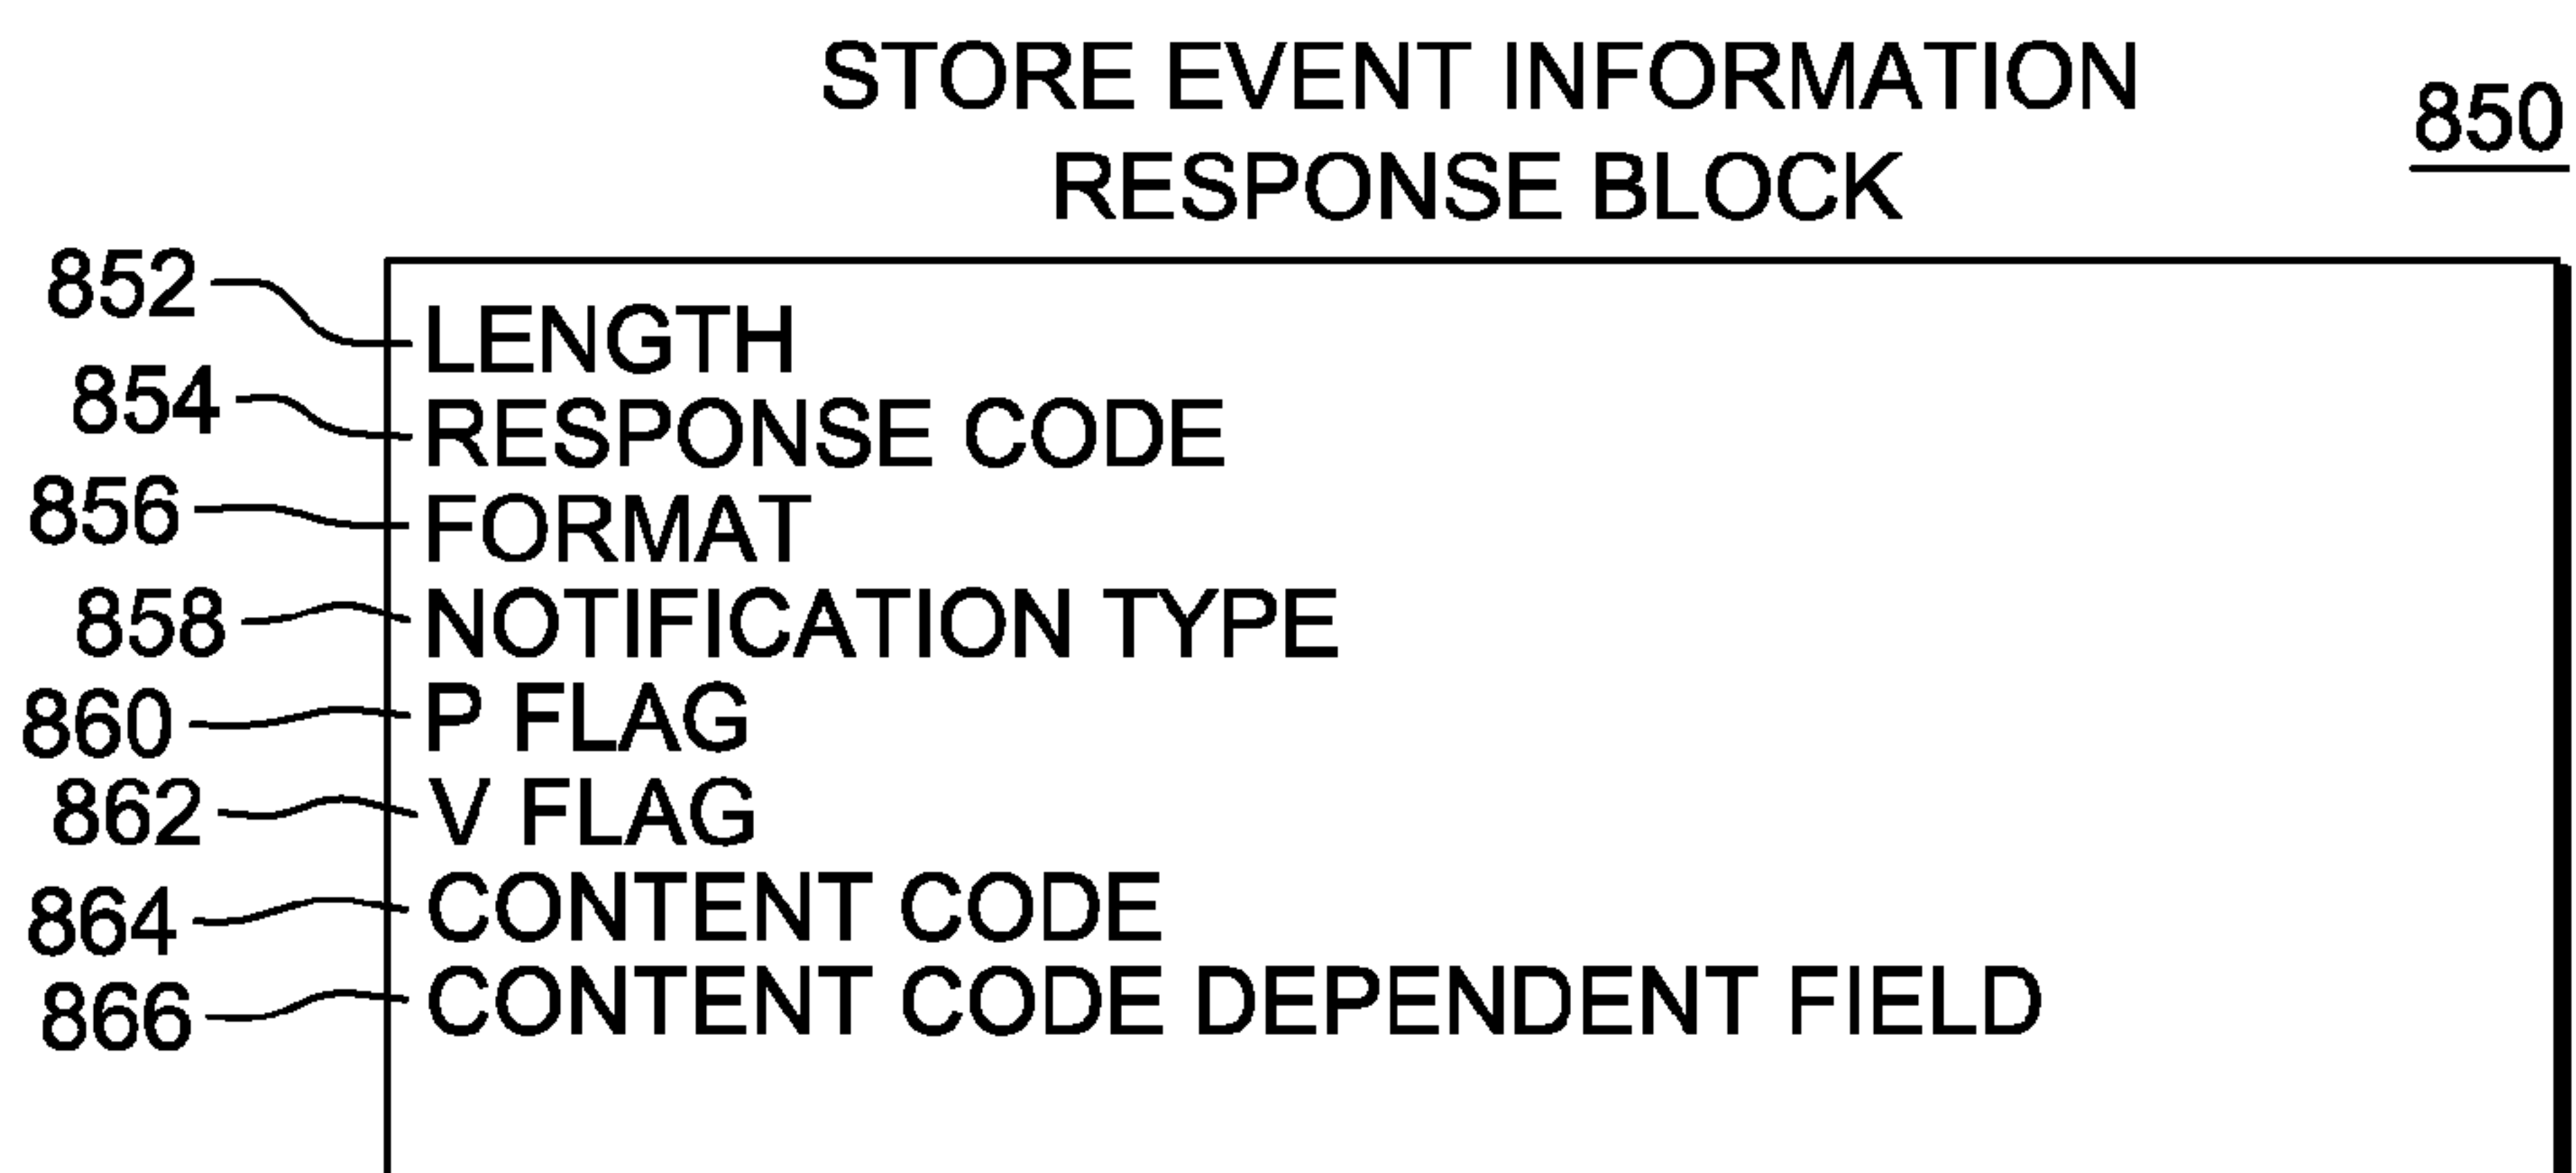 STORE EVENT INFORMATION
RESPONSE BLOCK
850
852 LENGTH
854 RESPONSE CODE
856 FORMAT
858 NOTIFICATION TYPE
860 P FLAG
862 V FLAG
864 CONTENT CODE
866 CONTENT CODE DEPENDENT FIELD